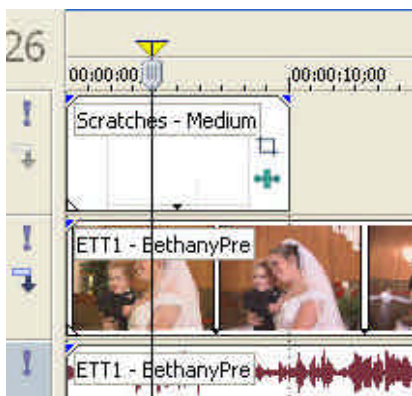 26
00:00:00
00:00:10;00
Scratches - Medium
ETT1 - BethanyPre
ETT1 - BethanyPre